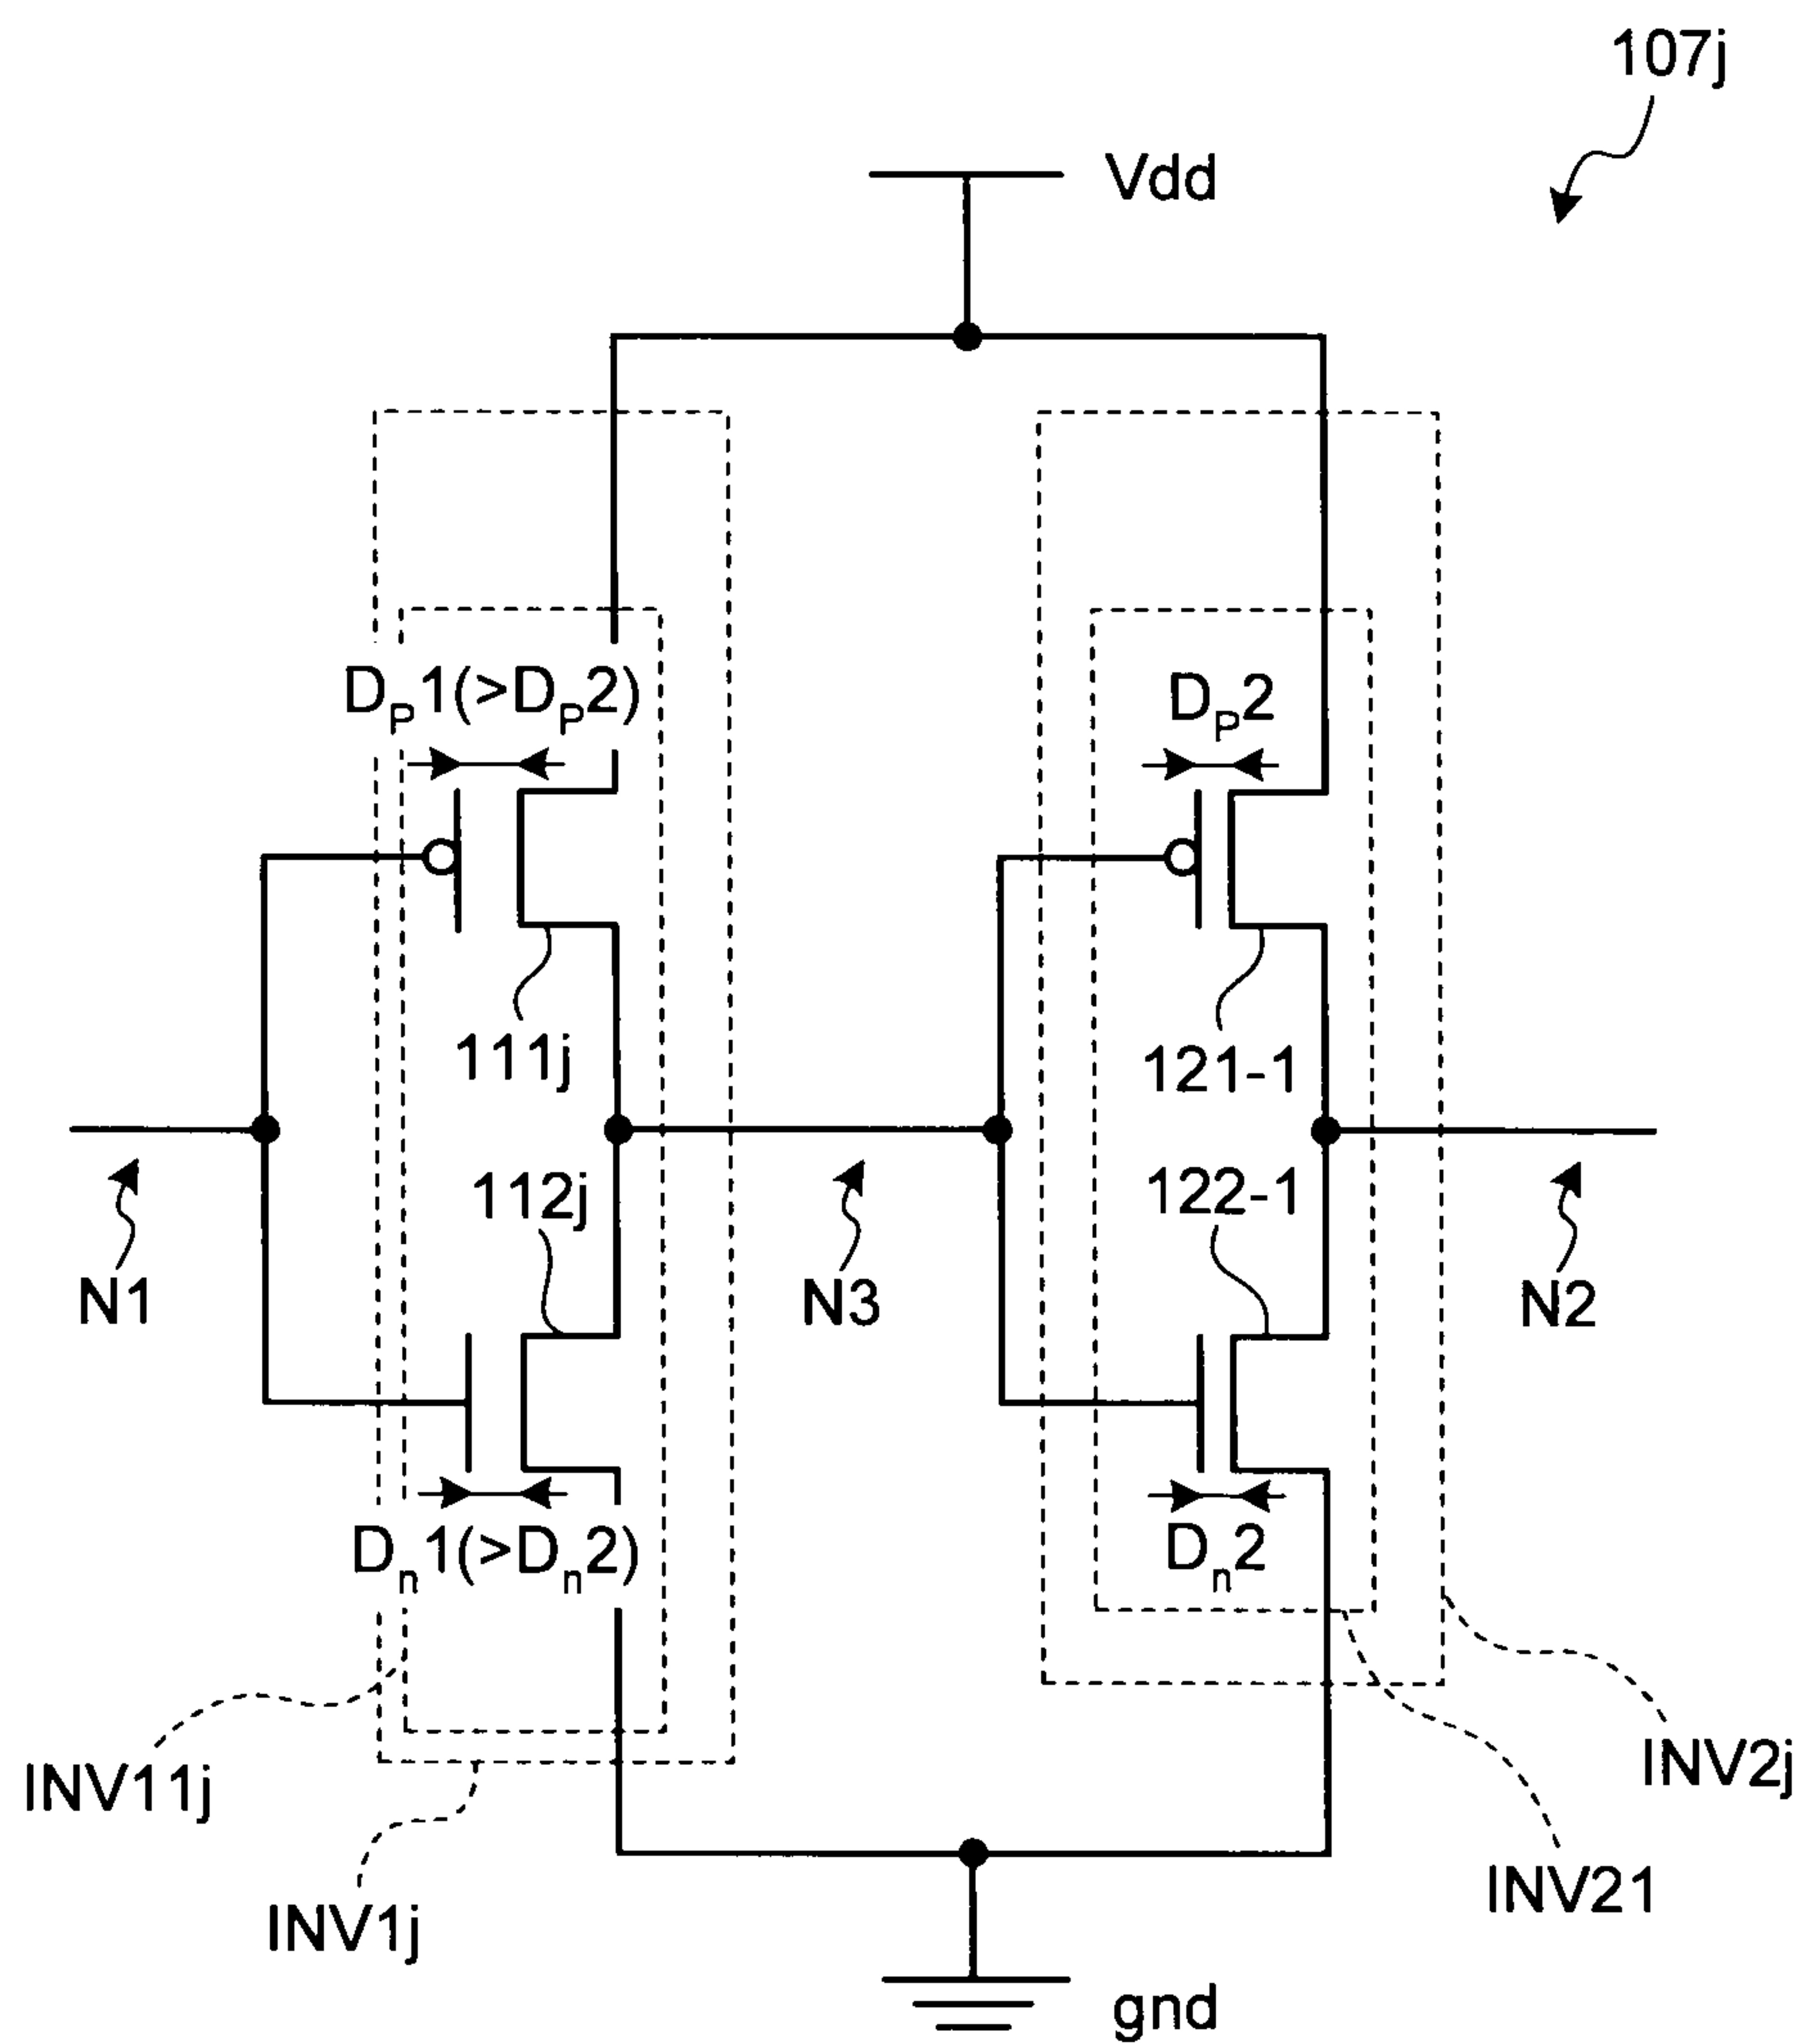 107j
Vdd
DP1(>DP2)
DP2
111j
121-1
112j
122-1
N1
N3
N2
Dn1(>Dn2)
Dn2
INV11j
INV2j
INV21
INV1j
gnd